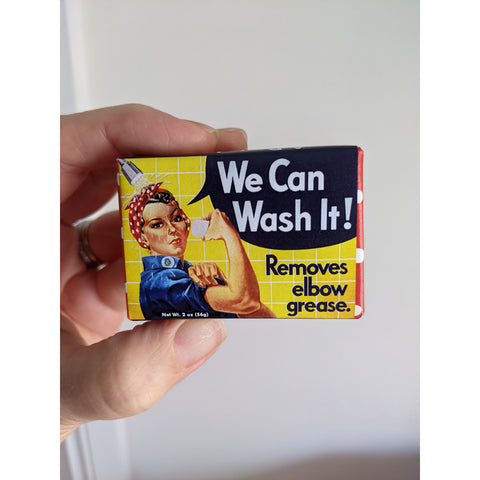 We Can
Wash It!
Removes
elbow
grease.
Net Wt. 2 oz (56g)